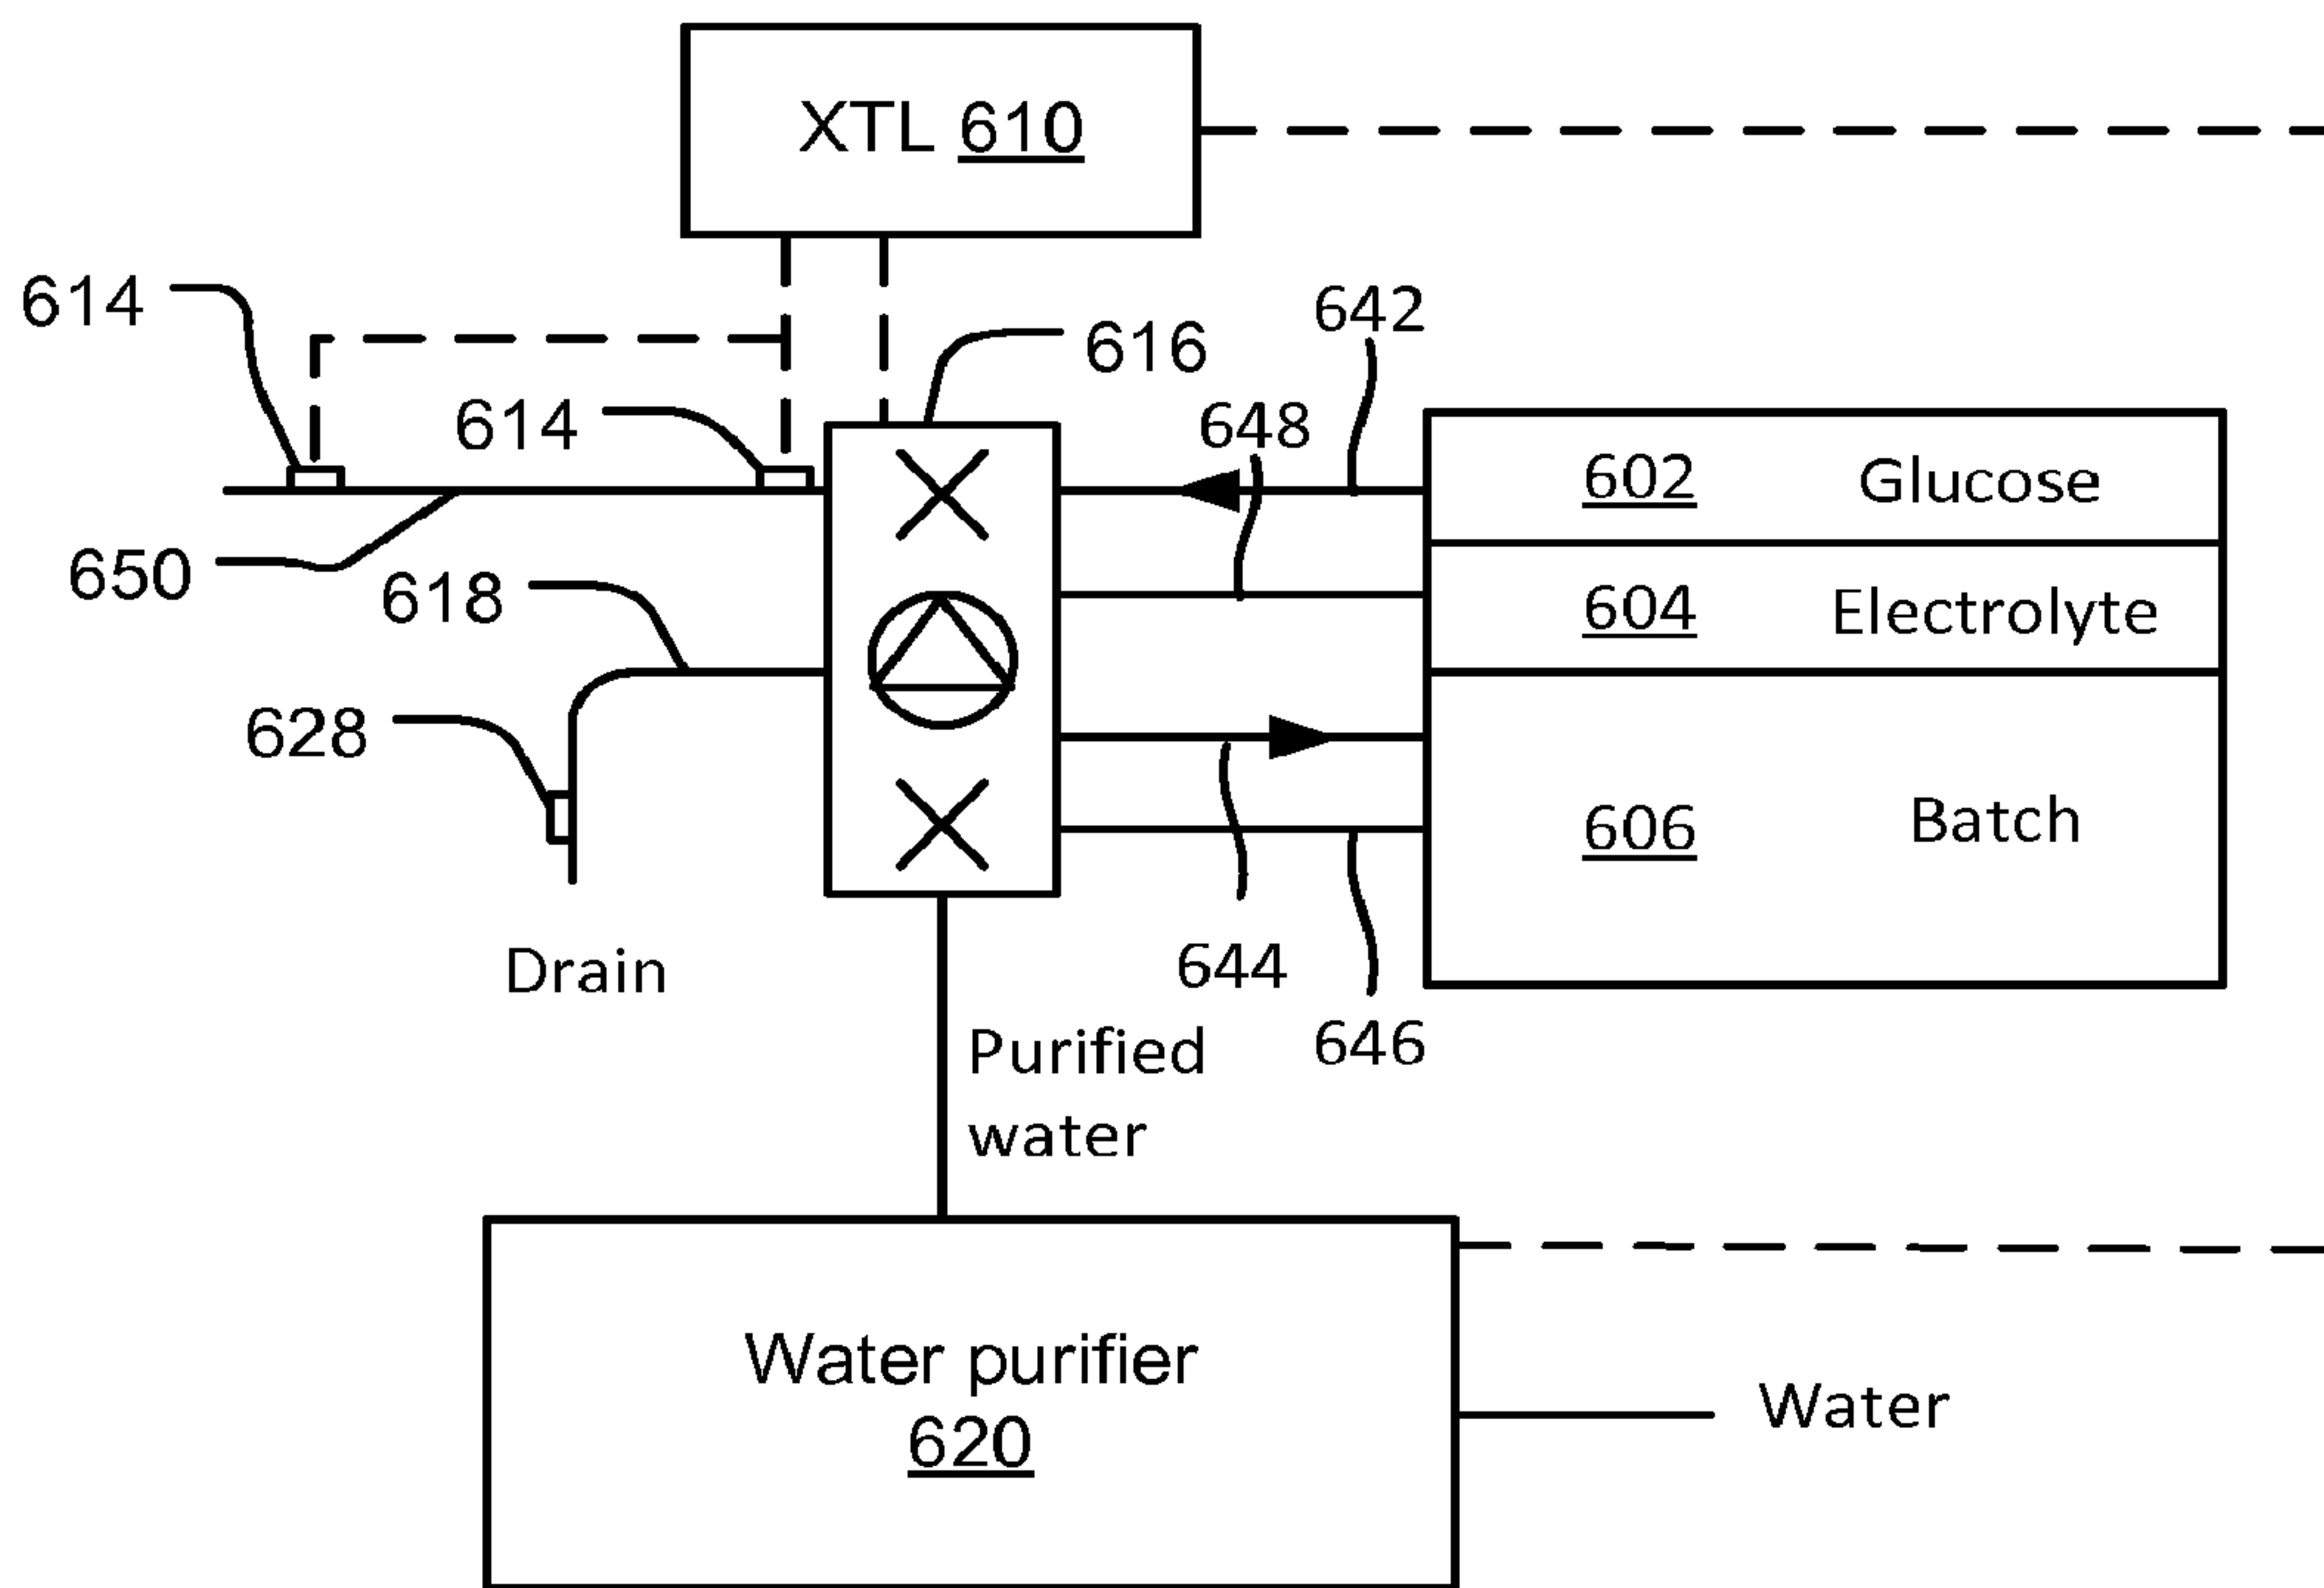 XTL 610
614
642
616
614
648
602 Glucose
650
618
604 Electrolyte
628
606 Batch
Drain
644
646
Purified
water
Water purifier
620
Water